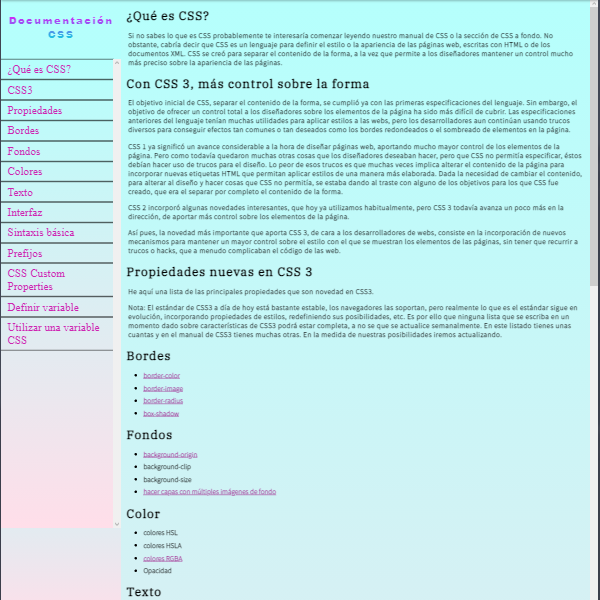 Documentación
CSS
¿Qué es CSS?
CSS3
Propiedades
Bordes
Fondos
Colores
Texto
Interfaz
Sintaxis básica
Prefijos
CSS Custom
Properties
Definir variable
Utilizar una variable
CSS
¿Qué es CSS?
Si no sabes lo que es CSS probablemente te interesaría comenzar leyendo nuestro manual de CSS o la sección de CSS a fondo. No
obstante, cabría decir que CSS es un lenguaje para definir el estilo o la apariencia de las páginas web, escritas con HTML o de los
documentos XML. CSS se creó para separar el contenido de la forma, a la vez que permite a los diseñadores mantener un control mucho
más preciso sobre la apariencia de las páginas.
Con CSS 3, más control sobre la forma
El objetivo inicial de CSS, separar el contenido de la forma, se cumplió ya con las primeras especificaciones del lenguaje. Sin embargo, el
objetivo de ofrecer un control total a los diseñadores sobre los elementos de la página ha sido más difícil de cubrir. Las especificaciones
anteriores del lenguaje tenían muchas utilidades para aplicar estilos a las webs, pero los desarrolladores aun continúan usando trucos
diversos para conseguir efectos tan comunes o tan deseados como los bordes redondeados o el sombreado de elementos en la página.
CSS 1 ya significó un avance considerable a la hora de diseñar páginas web, aportando mucho mayor control de los elementos de la
página. Pero como todavía quedaron muchas otras cosas que los diseñadores deseaban hacer, pero que CSS no permitía especificar, éstos
debían hacer uso de trucos para el diseño. Lo peor de esos trucos es que muchas veces implica alterar el contenido de la página para
incorporar nuevas etiquetas HTML que permitan aplicar estilos de una manera más elaborada. Dada la necesidad de cambiar el contenido,
para alterar al diseño y hacer cosas que CSS no permitía, se estaba dando al traste con alguno de los objetivos para los que CSS fue
creado, que era el separar por completo el contenido de la forma.
CSS 2 incorporó algunas novedades interesantes, que hoy ya utilizamos habitualmente, pero CSS 3 todavía avanza un poco más en la
dirección, de aportar más control sobre los elementos de la página.
Así pues, la novedad más importante que aporta CSS 3, de cara a los desarrolladores de webs, consiste en la incorporación de nuevos
mecanismos para mantener un mayor control sobre el estilo con el que se muestran los elementos de las páginas, sin tener que recurrir a
trucos o hacks, que a menudo complicaban el código de las web.
Propiedades nuevas en CSS 3
He aquí una lista de las principales propiedades que son novedad en CSS3.
Nota: El estándar de CSS3 a día de hoy está bastante estable, los navegadores las soportan, pero realmente lo que es el estándar sigue en
evolución, incorporando propiedades de estilos, redefiniendo sus posibilidades, etc. Es por ello que ninguna lista que se escriba en un
momento dado sobre características de CSS3 podrá estar completa, a no se que se actualice semanalmente. En este listado tienes unas
cuantas y en el manual de CSS3 tienes muchas otras. En la medida de nuestras posibilidades iremos actualizando.
Bordes
border-color
border-image
border-radius
box-shadow
Fondos
background-origin
background-clip
background-size
hacer capas con múltiples imágenes de fondo
Color
colores HSL
colores HSLA
colores RGBA
Opacidad
Texto